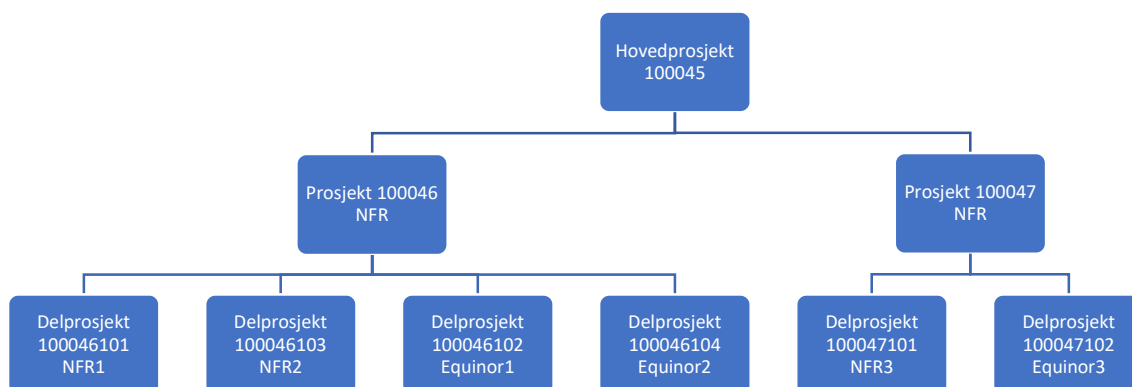 Hovedprosjekt
100045
Prosjekt 100046
NFR
Prosjekt 100047
NFR
Delprosjekt
100046101
NFR1
Delprosjekt
100046103
NFR2
Delprosjekt
100046102
Equinor1
Delprosjekt
100046104
Equinor2
Delprosjekt
100047101
NFR3
Delprosjekt
100047102
Equinor3